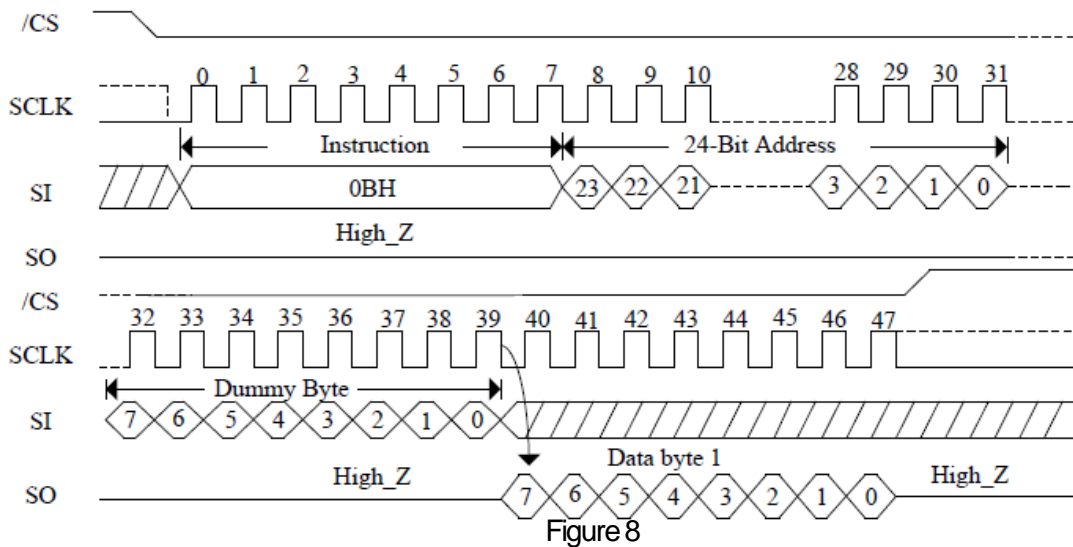 /CS
0 1 2 3 4 5 6 7 8 9 10 28 29 30 31
SCLK
Instruction 24-Bit Address
SI 0BH 23 22 21 3 2 1 0
High_Z
SO
/CS
32 33 34 35 36 37 38 39 40 41 42 43 44 45 46 47
SCLK
Dummy Byte
SI 7 6 5 4 3 2 1 0
High_Z Data byte 1 High_Z
SO 7 6 5 4 3 2 1 0
Figure 8